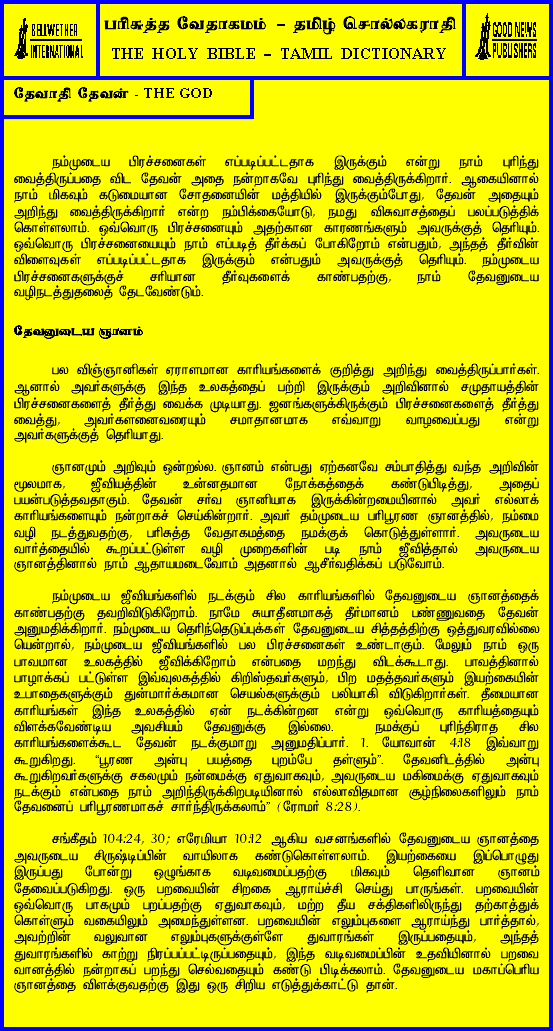 BELLWETHER
INTERNATIONAL
பரிசுத்த வேதாகமம் – தமிழ் சொல்லகராதி
THE HOLY BIBLE – TAMIL DICTIONARY
GOOD NEWS
PUBLISHERS
தேவாதி தேவன் - THE GOD
நம்முடைய பிரச்சனைகள் எப்படிப்பட்டதாக இருக்கும் என்று நாம் புரிந்து
வைத்திருப்பதை விட தேவன் அதை நன்றாகவே புரிந்து வைத்திருக்கிறார். ஆகையினால்
நாம் மிகவும் கடுமையான சோதனையின் மத்தியில் இருக்கும்போது, தேவன் அதையும்
அறிந்து வைத்திருக்கிறார் என்ற நம்பிக்கையோடு, நமது விசுவாசத்தைப் பலப்படுத்திக்
கொள்ளலாம். ஒவ்வொரு பிரச்சனையும் அதற்கான காரணங்களும் அவருக்குத் தெரியும்.
ஒவ்வொரு பிரச்சனையையும் நாம் எப்படித் தீர்க்கப் போகிறோம் என்பதும், அந்தத் தீர்வின்
விளைவுகள் எப்படிப்பட்டதாக இருக்கும் என்பதும் அவருக்குத் தெரியும். நம்முடைய
பிரச்சனைகளுக்குச் சரியான தீர்வுகளைக் காண்பதற்கு, நாம் தேவனுடைய
வழிநடத்துதலைத் தேடவேண்டும்.
தேவனுடைய ஞானம்
பல விஞ்ஞானிகள் ஏராளமான காரியங்களைக் குறித்து அறிந்து வைத்திருப்பார்கள்.
ஆனால் அவர்களுக்கு இந்த உலகத்தைப் பற்றி இருக்கும் அறிவினால் சமுதாயத்தின்
பிரச்சனைகளைத் தீர்த்து வைக்க முடியாது. ஜனங்களுக்கிருக்கும் பிரச்சனைகளைத் தீர்த்து
வைத்து, அவர்களனைவரையும் சமாதானமாக எவ்வாறு வாழவைப்பது என்று
அவர்களுக்குத் தெரியாது.
ஞானமும் அறிவும் ஒன்றல்ல. ஞானம் என்பது ஏற்கனவே சம்பாதித்து வந்த அறிவின்
மூலமாக, ஜீவியத்தின் உன்னதமான நோக்கத்தைக் கண்டுபிடித்து, அதைப்
பயன்படுத்துவதாகும். தேவன் சர்வ ஞானியாக இருக்கின்றமையினால் அவர் எல்லாக்
காரியங்களையும் நன்றாகச் செய்கின்றார். அவர் தம்முடைய பரிபூரண ஞானத்தில், நம்மை
வழி நடத்துவதற்கு, பரிசுத்த வேதாகமத்தை நமக்குக் கொடுத்துள்ளார். அவருடைய
வார்த்தையில் கூறப்பட்டுள்ள வழி முறைகளின் படி நாம் ஜீவித்தால் அவருடைய
ஞானத்தினால் நாம் ஆதாயமடைவோம் அதனால் ஆசீர்வதிக்கப் படுவோம்.
நம்முடைய ஜீவியங்களில் நடக்கும் சில காரியங்களில் தேவனுடைய ஞானத்தைக்
காண்பதற்கு தவறிவிடுகிறோம். நாமே சுயாதீனமாகத் தீர்மானம் பண்ணுவதை தேவன்
அனுமதிக்கிறார். நம்முடைய தெரிந்தெடுப்புக்கள் தேவனுடைய சித்தத்திற்கு ஒத்துவரவில்லை
யென்றால், நம்முடைய ஜீவியங்களில் பல பிரச்சனைகள் உண்டாகும். மேலும் நாம் ஒரு
பாவமான உலகத்தில் ஜீவிக்கிறோம் என்பதை மறந்து விடக்கூடாது. பாவத்தினால்
பாழாக்கப் பட்டுள்ள இவ்வுலகத்தில் கிறிஸ்தவர்களும், பிற மதத்தவர்களும் இயற்கையின்
உபாதைகளுக்கும் துன்மார்க்கமான செயல்களுக்கும் பலியாகி விடுகிறார்கள். தீமையான
காரியங்கள் இந்த உலகத்தில் ஏன் நடக்கின்றன என்று ஒவ்வொரு காரியத்தையும்
விளக்கவேண்டிய அவசியம் தேவனுக்கு இல்லை. நமக்குப் புரிந்திராத சில
காரியங்களைக்கூட தேவன் நடக்குமாறு அனுமதிப்பார். 1. யோவான் 4:18 இவ்வாறு
கூறுகிறது. “பூரண அன்பு பயத்தை புறம்பே தள்ளும்”. தேவனிடத்தில் அன்பு
கூறுகிறவர்களுக்கு சகலமும் நன்மைக்கு ஏதுவாகவும், அவருடைய மகிமைக்கு ஏதுவாகவும்
நடக்கும் என்பதை நாம் அறிந்திருக்கிறபடியினால் எல்லாவிதமான சூழ்நிலைகளிலும் நாம்
தேவனைப் பரிபூரணமாகச் சார்ந்திருக்கலாம்” (ரோமர் 8:28).
சங்கீதம் 104:24, 30; எரேமியா 10:12 ஆகிய வசனங்களில் தேவனுடைய ஞானத்தை
அவருடைய சிருஷ்டிப்பின் வாயிலாக கண்டுகொள்ளலாம். இயற்கையை இப்பொழுது
இருப்பது போன்று ஒழுங்காக வடிவமைப்பதற்கு மிகவும் தெளிவான ஞானம்
தேவைப்படுகிறது. ஒரு பறவையின் சிறகை ஆராய்ச்சி செய்து பாருங்கள். பறவையின்
ஒவ்வொரு பாகமும் பறப்பதற்கு ஏதுவாகவும், மற்ற தீய சக்திகளிலிருந்து தற்காத்துக்
கொள்ளும் வகையிலும் அமைந்துள்ளன. பறவையின் எலும்புகளை ஆராய்ந்து பார்த்தால்,
அவற்றின் வலுவான எலும்புகளுக்குள்ளே துவாரங்கள் இருப்பதையும், அந்தத்
துவாரங்களில் காற்று நிரப்பப்பட்டிருப்பதையும், இந்த வடிவமைப்பின் உதவியினால் பறவை
வானத்தில் நன்றாகப் பறந்து செல்வதையும் கண்டு பிடிக்கலாம். தேவனுடைய மகாப்பெரிய
ஞானத்தை விளக்குவதற்கு இது ஒரு சிறிய எடுத்துக்காட்டு தான்.